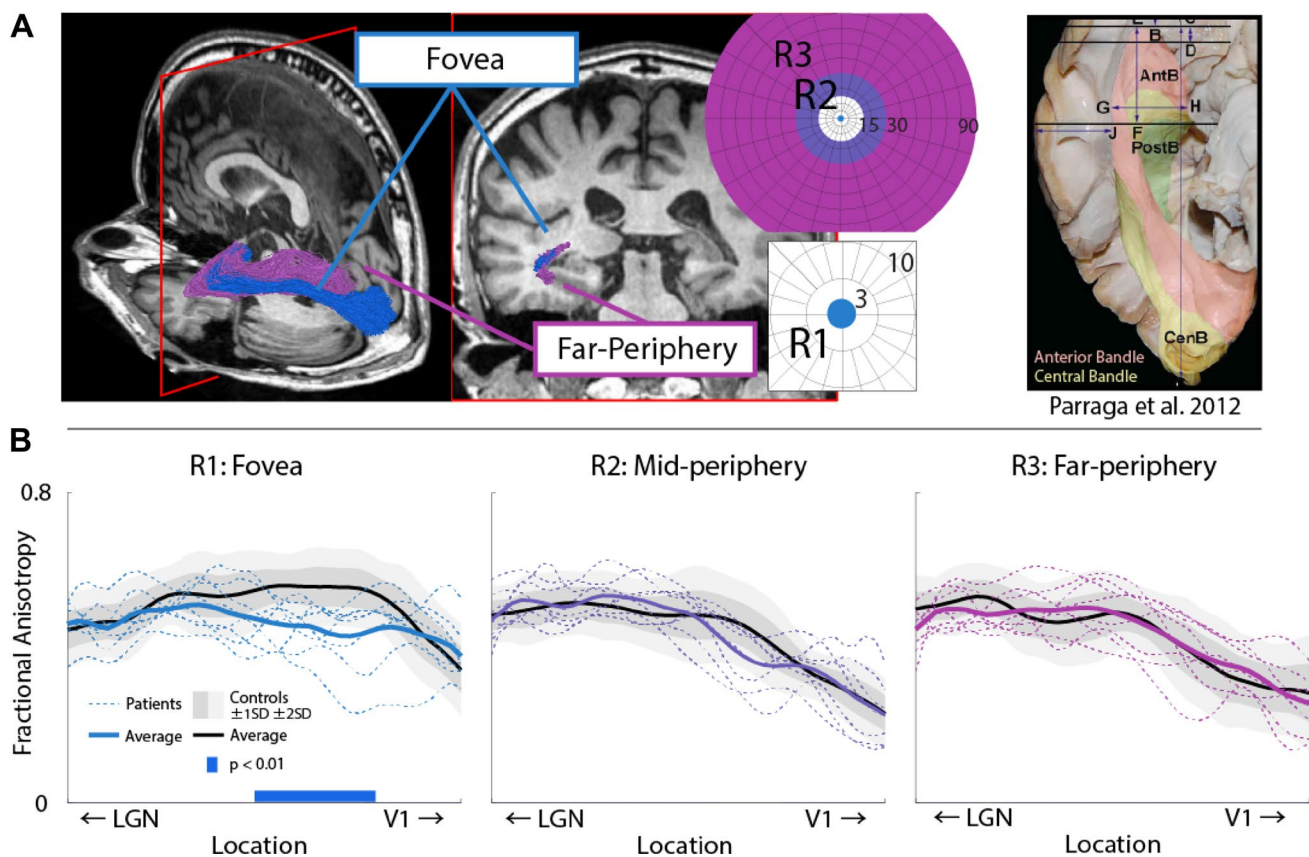 A
Fovea
Far-Periphery
R3
R2
15 30
90
10
3
R1
B
D
AntB
G
H
J
F
PostB
CenB
Anterior Bandle
Central Bandle
Parraga et al. 2012
B
R1: Fovea
R2: Mid-periphery
R3: Far-periphery
0.8
Fractional Anisotropy
0
Patients
Controls
±1SD ±2SD
Average
Average
p < 0.01
← LGN
V1 →
Location
← LGN
V1 →
Location
← LGN
V1 →
Location